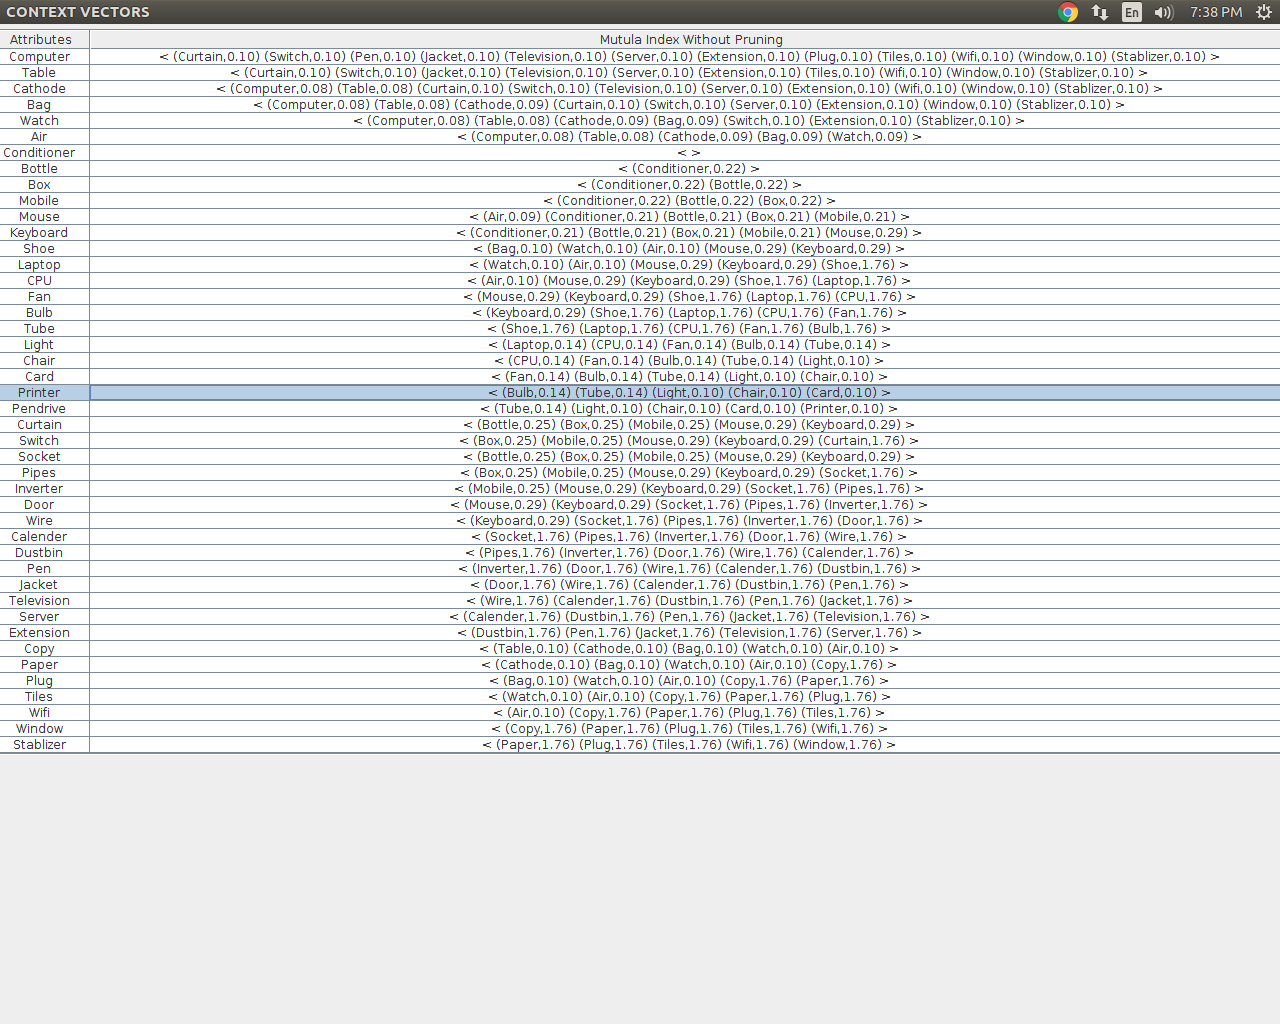 CONTEXT VECTORS En 7:38 PM
Attributes Mutula Index Without Pruning
Computer < (Curtain,0.10) (Switch,0.10) (Pen,0.10) (Jacket,0.10) (Television,0.10) (Server,0.10) (Extension,0.10) (Plug,0.10) (Tiles,0.10) (Wifi,0.10) (Window,0.10) (Stablizer,0.10) >
Table < (Curtain,0.10) (Switch,0.10) (Jacket,0.10) (Television,0.10) (Server,0.10) (Extension,0.10) (Tiles,0.10) (Wifi,0.10) (Window,0.10) (Stablizer,0.10) >
Cathode < (Computer,0.08) (Table,0.08) (Curtain,0.10) (Switch,0.10) (Television,0.10) (Server,0.10) (Extension,0.10) (Wifi,0.10) (Window,0.10) (Stablizer,0.10) >
Bag < (Computer,0.08) (Table,0.08) (Cathode,0.09) (Curtain,0.10) (Switch,0.10) (Server,0.10) (Extension,0.10) (Window,0.10) (Stablizer,0.10) >
Watch < (Computer,0.08) (Table,0.08) (Cathode,0.09) (Bag,0.09) (Switch,0.10) (Extension,0.10) (Stablizer,0.10) >
Air < (Computer,0.08) (Table,0.08) (Cathode,0.09) (Bag,0.09) (Watch,0.09) >
Conditioner < >
Bottle < (Conditioner,0.22) >
Box < (Conditioner,0.22) (Bottle,0.22) >
Mobile < (Conditioner,0.22) (Bottle,0.22) (Box,0.22) >
Mouse < (Air,0.09) (Conditioner,0.21) (Bottle,0.21) (Box,0.21) (Mobile,0.21) >
Keyboard < (Conditioner,0.21) (Bottle,0.21) (Box,0.21) (Mobile,0.21) (Mouse,0.29) >
Shoe < (Bag,0.10) (Watch,0.10) (Air,0.10) (Mouse,0.29) (Keyboard,0.29) >
Laptop < (Watch,0.10) (Air,0.10) (Mouse,0.29) (Keyboard,0.29) (Shoe,1.76) >
CPU < (Air,0.10) (Mouse,0.29) (Keyboard,0.29) (Shoe,1.76) (Laptop,1.76) >
Fan < (Mouse,0.29) (Keyboard,0.29) (Shoe,1.76) (Laptop,1.76) (CPU,1.76) >
Bulb < (Keyboard,0.29) (Shoe,1.76) (Laptop,1.76) (CPU,1.76) (Fan,1.76) >
Tube < (Shoe,1.76) (Laptop,1.76) (CPU,1.76) (Fan,1.76) (Bulb,1.76) >
Light < (Laptop,0.14) (CPU,0.14) (Fan,0.14) (Bulb,0.14) (Tube,0.14) >
Chair < (CPU,0.14) (Fan,0.14) (Bulb,0.14) (Tube,0.14) (Light,0.10) >
Card < (Fan,0.14) (Bulb,0.14) (Tube,0.14) (Light,0.10) (Chair,0.10) >
Printer < (Bulb,0.14) (Tube,0.14) (Light,0.10) (Chair,0.10) (Card,0.10) >
Pendrive < (Tube,0.14) (Light,0.10) (Chair,0.10) (Card,0.10) (Printer,0.10) >
Curtain < (Bottle,0.25) (Box,0.25) (Mobile,0.25) (Mouse,0.29) (Keyboard,0.29) >
Switch < (Box,0.25) (Mobile,0.25) (Mouse,0.29) (Keyboard,0.29) (Curtain,1.76) >
Socket < (Bottle,0.25) (Box,0.25) (Mobile,0.25) (Mouse,0.29) (Keyboard,0.29) >
Pipes < (Box,0.25) (Mobile,0.25) (Mouse,0.29) (Keyboard,0.29) (Socket,1.76) >
Inverter < (Mobile,0.25) (Mouse,0.29) (Keyboard,0.29) (Socket,1.76) (Pipes,1.76) >
Door < (Mouse,0.29) (Keyboard,0.29) (Socket,1.76) (Pipes,1.76) (Inverter,1.76) >
Wire < (Keyboard,0.29) (Socket,1.76) (Pipes,1.76) (Inverter,1.76) (Door,1.76) >
Calender < (Socket,1.76) (Pipes,1.76) (Inverter,1.76) (Door,1.76) (Wire,1.76) >
Dustbin < (Pipes,1.76) (Inverter,1.76) (Door,1.76) (Wire,1.76) (Calender,1.76) >
Pen < (Inverter,1.76) (Door,1.76) (Wire,1.76) (Calender,1.76) (Dustbin,1.76) >
Jacket < (Door,1.76) (Wire,1.76) (Calender,1.76) (Dustbin,1.76) (Pen,1.76) >
Television < (Wire,1.76) (Calender,1.76) (Dustbin,1.76) (Pen,1.76) (Jacket,1.76) >
Server < (Calender,1.76) (Dustbin,1.76) (Pen,1.76) (Jacket,1.76) (Television,1.76) >
Extension < (Dustbin,1.76) (Pen,1.76) (Jacket,1.76) (Television,1.76) (Server,1.76) >
Copy < (Table,0.10) (Cathode,0.10) (Bag,0.10) (Watch,0.10) (Air,0.10) >
Paper < (Cathode,0.10) (Bag,0.10) (Watch,0.10) (Air,0.10) (Copy,1.76) >
Plug < (Bag,0.10) (Watch,0.10) (Air,0.10) (Copy,1.76) (Paper,1.76) >
Tiles < (Watch,0.10) (Air,0.10) (Copy,1.76) (Paper,1.76) (Plug,1.76) >
Wifi < (Air,0.10) (Copy,1.76) (Paper,1.76) (Plug,1.76) (Tiles,1.76) >
Window < (Copy,1.76) (Paper,1.76) (Plug,1.76) (Tiles,1.76) (Wifi,1.76) >
Stablizer < (Paper,1.76) (Plug,1.76) (Tiles,1.76) (Wifi,1.76) (Window,1.76) >